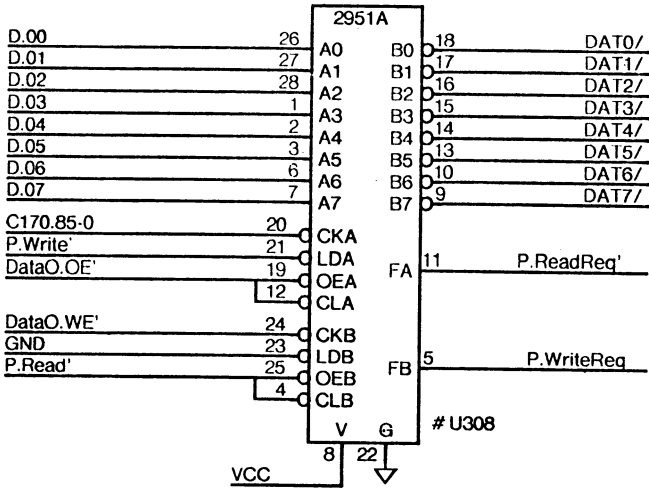 2951A
D.00 26 A0 B0 18 DAT0/
D.01 27 A1 B1 17 DAT1/
D.02 28 A2 B2 16 DAT2/
D.03 1 A3 B3 15 DAT3/
D.04 2 A4 B4 14 DAT4/
D.05 3 A5 B5 13 DAT5/
D.06 6 A6 B6 10 DAT6/
D.07 7 A7 B7 9 DAT7/
C170.85-0 20 CKA
P.Write' 21 LDA
DataO.OE' 19 OEA FA 11 P.ReadReq'
12 CLA
DataO.WE' 24 CKB
GND 23 LDB
P.Read' 25 OEB FB 5 P.WriteReq
4 CLB
V G # U308
8 22
VCC